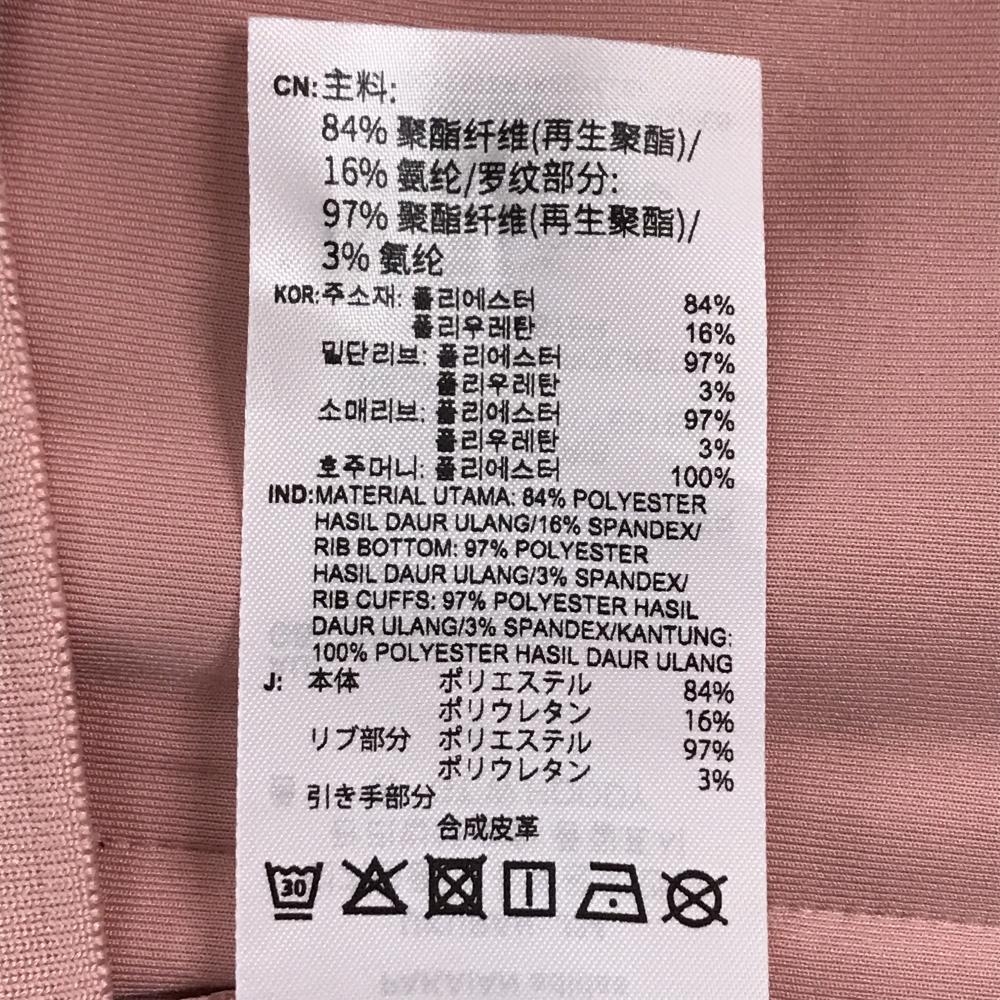 CN:主料:
84% 聚酯纤维(再生聚酯)/
16% 氨纶/罗纹部分:
97% 聚酯纤维(再生聚酯)/
3% 氨纶
KOR:주소재: 폴리에스터 84%
폴리우레탄 16%
밑단리브: 폴리에스터 97%
폴리우레탄 3%
소매리브: 폴리에스터 97%
폴리우레탄 3%
호주머니: 폴리에스터 100%
IND:MATERIAL UTAMA: 84% POLYESTER
HASIL DAUR ULANG/16% SPANDEX/
RIB BOTTOM: 97% POLYESTER
HASIL DAUR ULANG/3% SPANDEX/
RIB CUFFS: 97% POLYESTER HASIL
DAUR ULANG/3% SPANDEX/KANTUNG:
100% POLYESTER HASIL DAUR ULANG
J: 本体 ポリエステル 84%
ポリウレタン 16%
リブ部分 ポリエステル 97%
ポリウレタン 3%
引き手部分
合成皮革
30